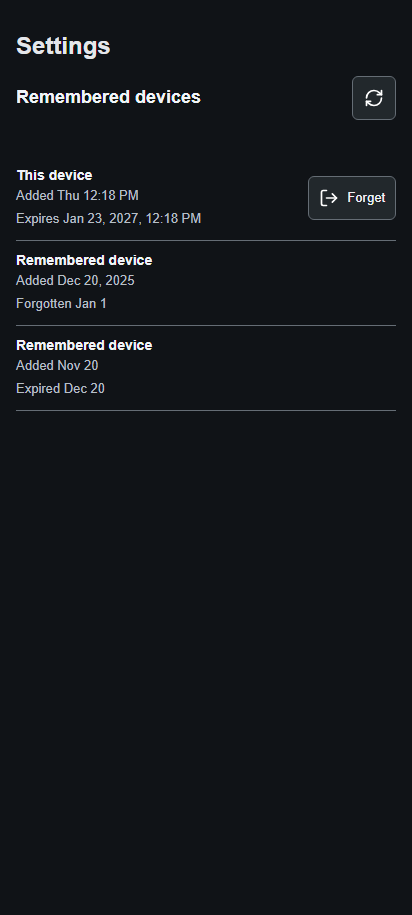 Settings
Remembered devices
This device
Added Thu 12:18 PM
Expires Jan 23, 2027, 12:18 PM
Forget
Remembered device
Added Dec 20, 2025
Forgotten Jan 1
Remembered device
Added Nov 20
Expired Dec 20